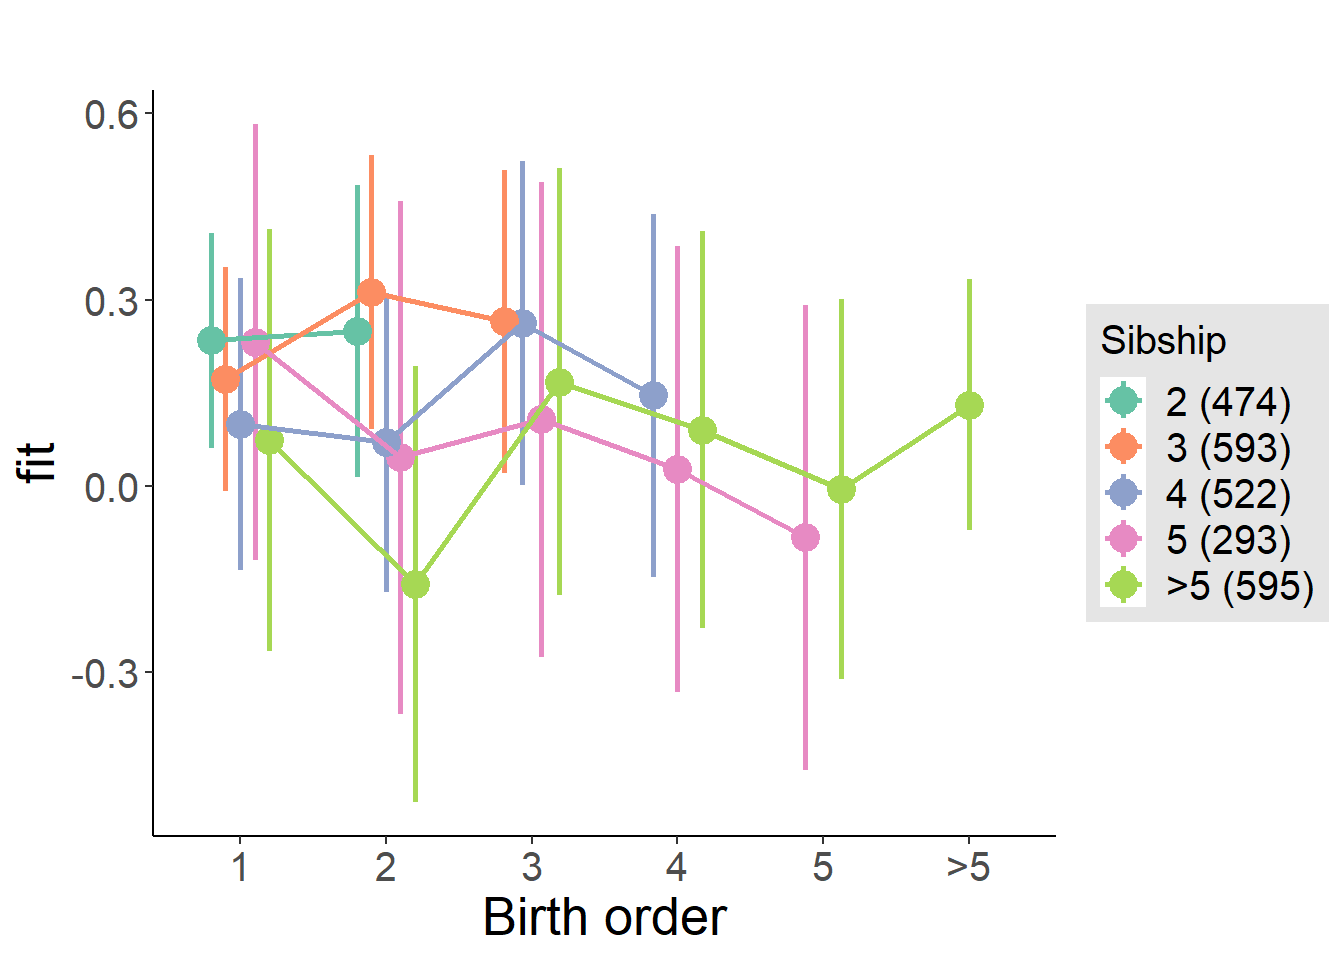 0.6
0.3
0.0
-0.3
fit
1 2 3 4 5 >5
Birth order
Sibship
2 (474)
3 (593)
4 (522)
5 (293)
>5 (595)